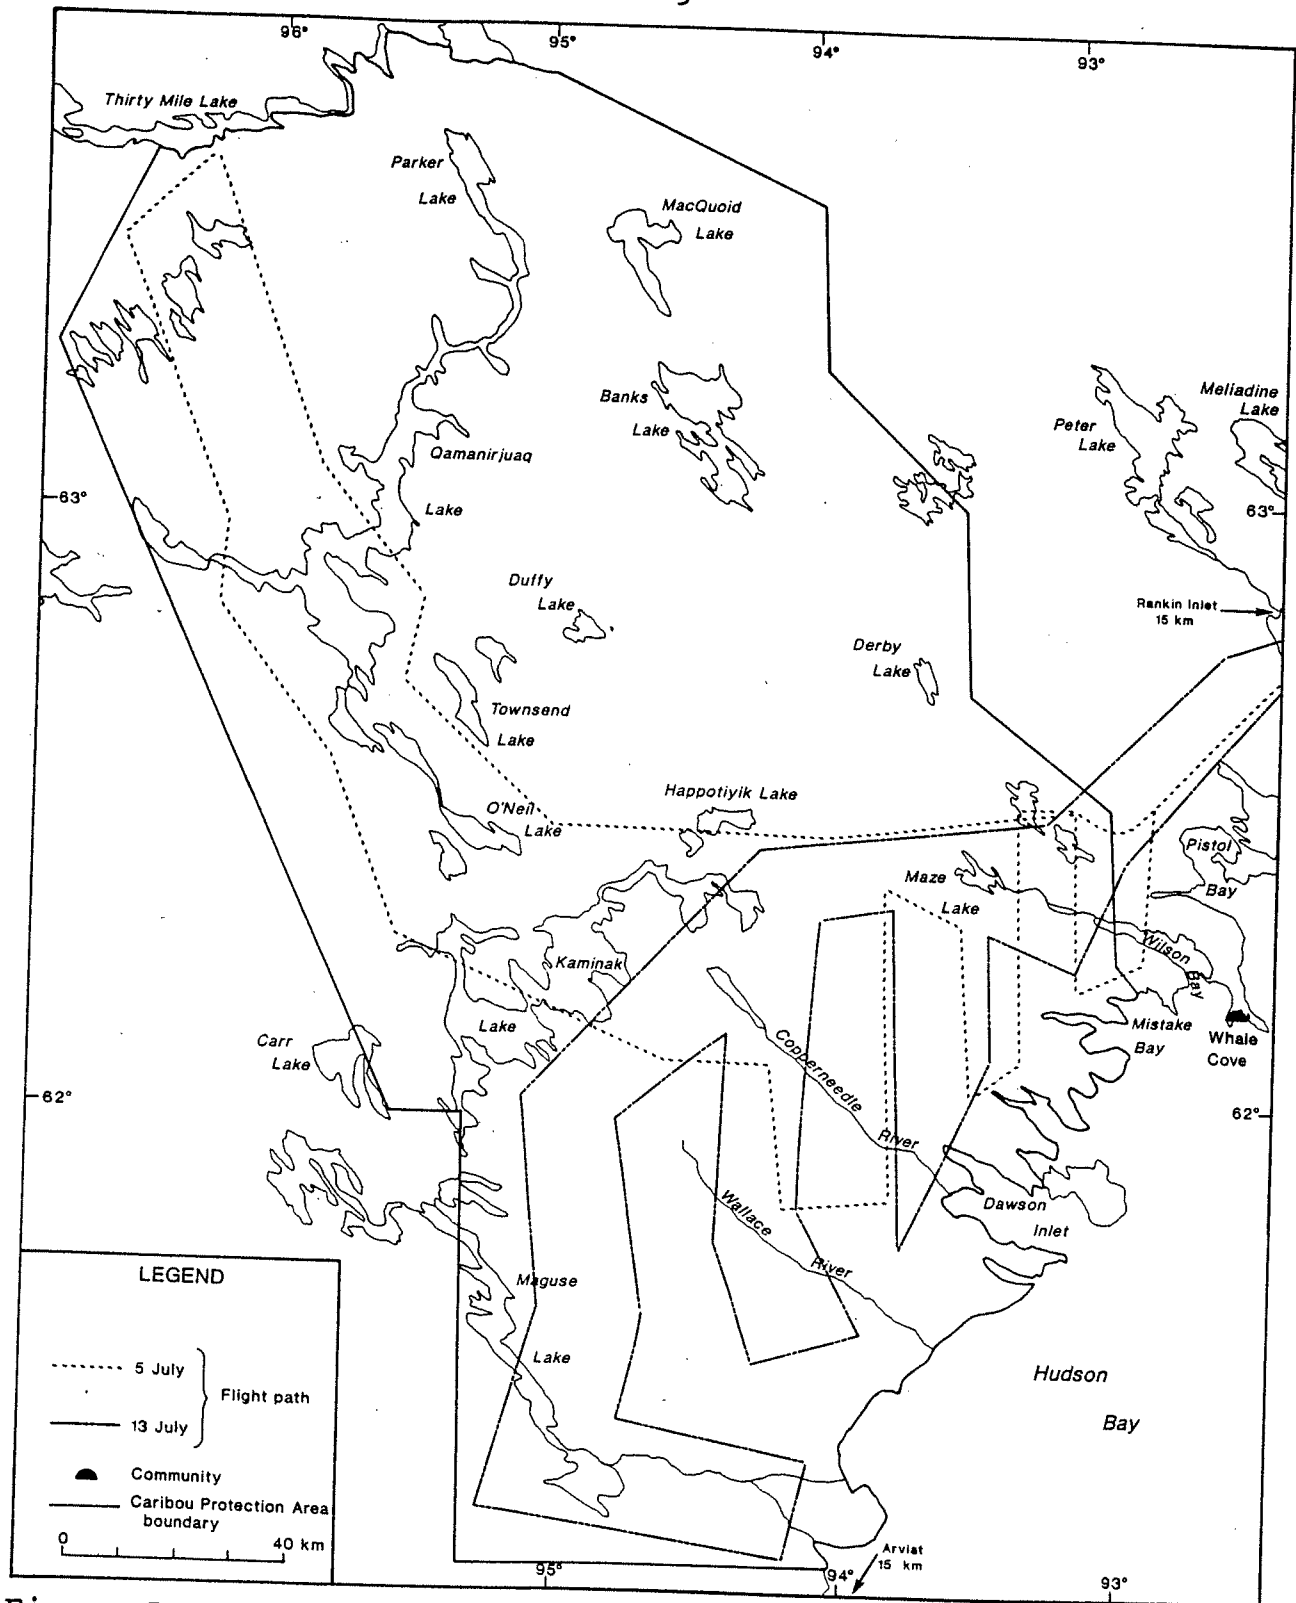 96°
95°
94°
93°
Thirty Mile Lake
Parker
Lake
MacQuoid
Lake
Banks
Lake
Meliadine
Lake
Peter
Lake
Qamanirjuaq
Lake
63°
63°
Duffy
Lake
Rankin Inlet
15 km
Derby
Lake
Townsend
Lake
Happotiyik Lake
O'Neil
Lake
Pistol
Bay
Maze
Lake
Wilson
Bay
Kaminak
Lake
Mistake
Bay
Whale
Cove
Carr
Lake
Copperneedle
River
62°
62°
Wallace
River
Dawson
Inlet
Maguse
Lake
Hudson
Bay
LEGEND
5 July
13 July
Flight path
Community
Caribou Protection Area
boundary
0 40 km
Arviat
15 km
95°
94°
93°